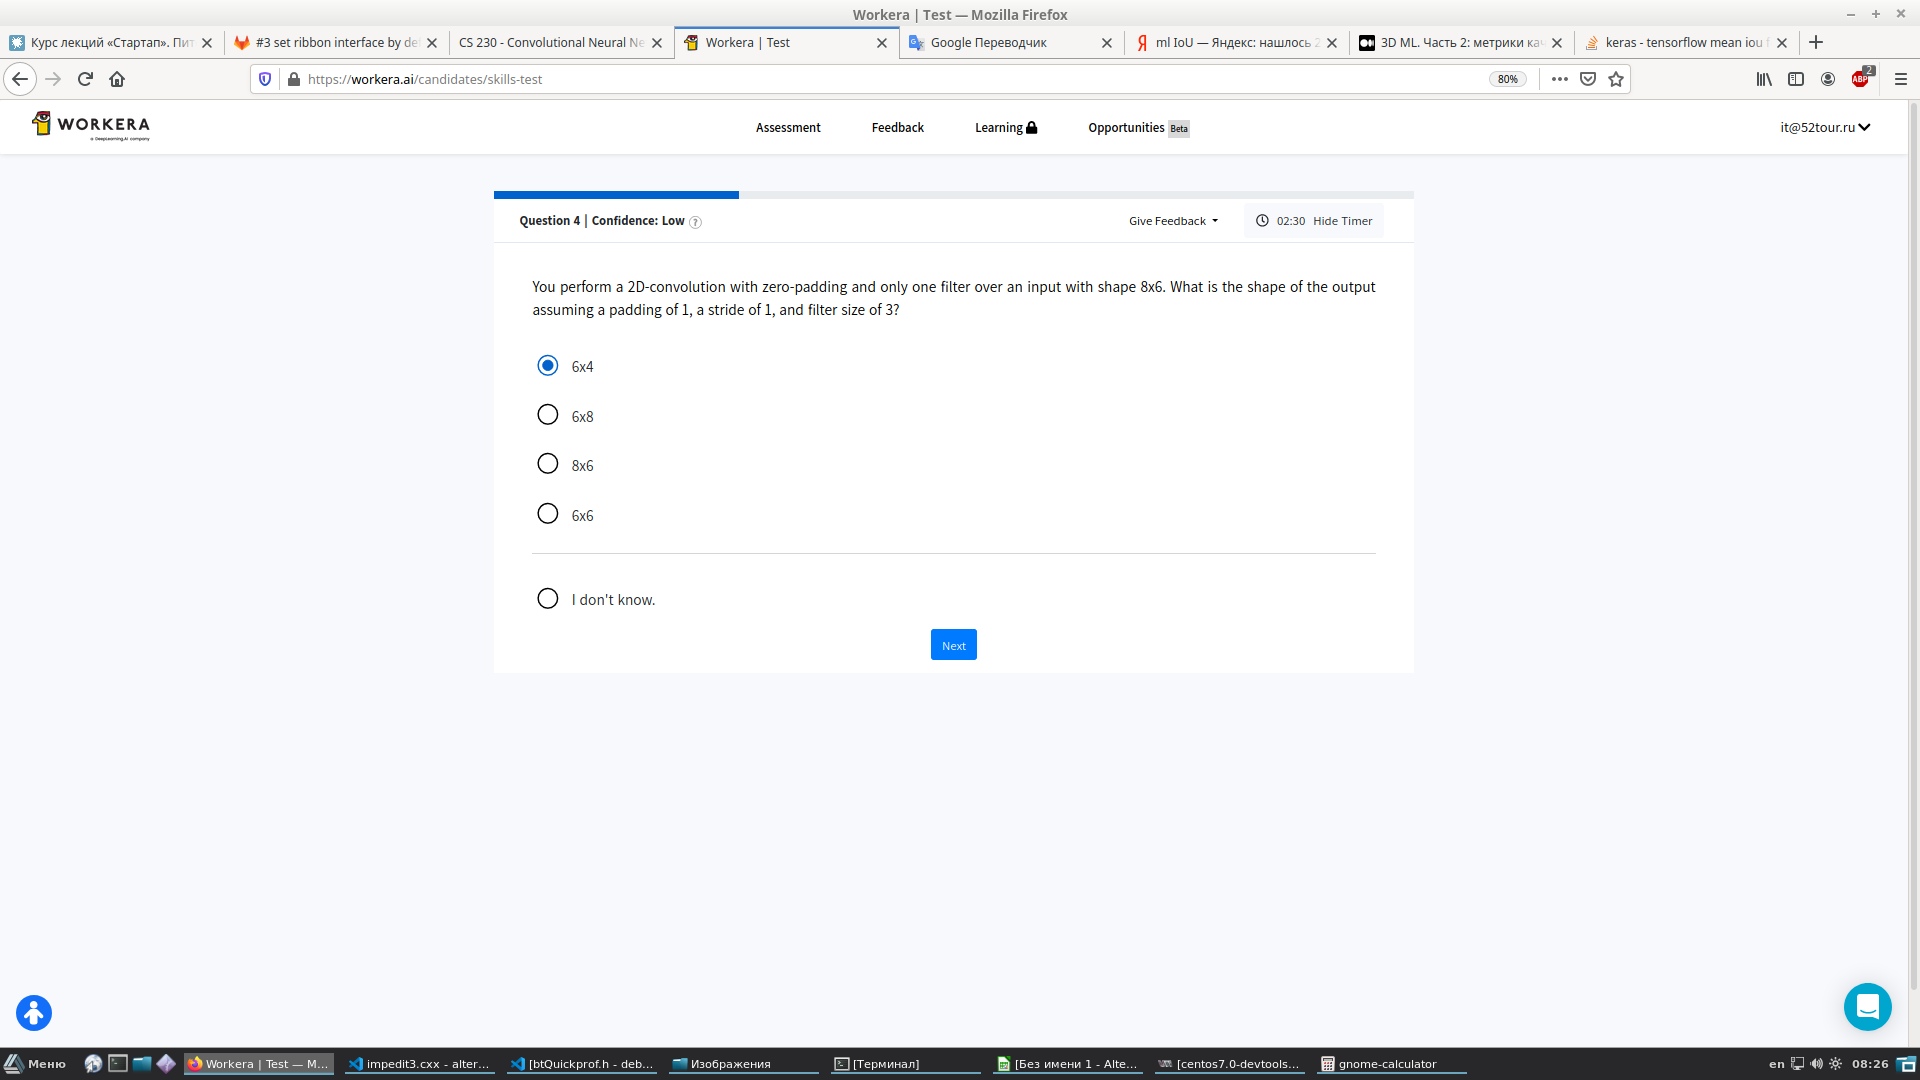 Workera | Test — Mozilla Firefox
Курс лекций «Стартап». Пит
#3 set ribbon interface by de
CS 230 - Convolutional Neural Ne
Workera | Test
Google Переводчик
ml IoU — Яндекс: нашлось 2
3D ML. Часть 2: метрики ка
keras - tensorflow mean iou f
https://workera.ai/candidates/skills-test
80%
ABP
2
WORKERA
a DeepLearning.AI company
Assessment
Feedback
Learning
Opportunities Beta
it@52tour.ru
Question 4 | Confidence: Low ?
Give Feedback
02:30 Hide Timer
You perform a 2D-convolution with zero-padding and only one filter over an input with shape 8x6. What is the shape of the output
assuming a padding of 1, a stride of 1, and filter size of 3?
6x4
6x8
8x6
6x6
I don't know.
Next
Меню
Workera | Test — M...
impedit3.cxx - alter...
[btQuickprof.h - deb...
Изображения
[Терминал]
[Без имени 1 - Alte...
[centos7.0-devtools...
gnome-calculator
en
08:26